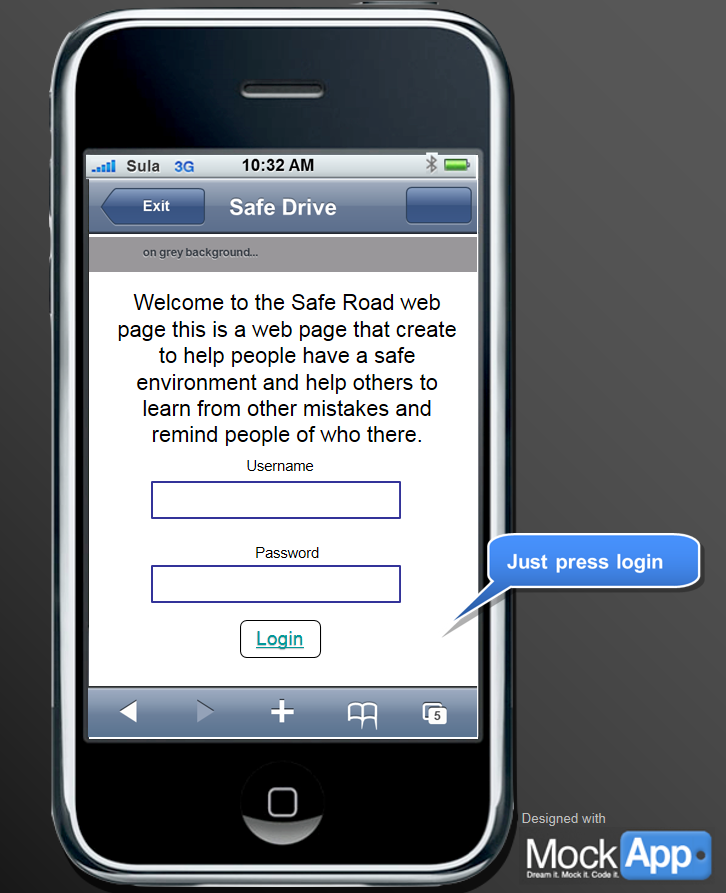 Sula 3G 10:32 AM
Exit Safe Drive
on grey background...
Welcome to the Safe Road web
page this is a web page that create
to help people have a safe
environment and help others to
learn from other mistakes and
remind people of who there.
Username
Password
Just press login
Login
5
Designed with
MockApp
Dream it. Mock it. Code it.